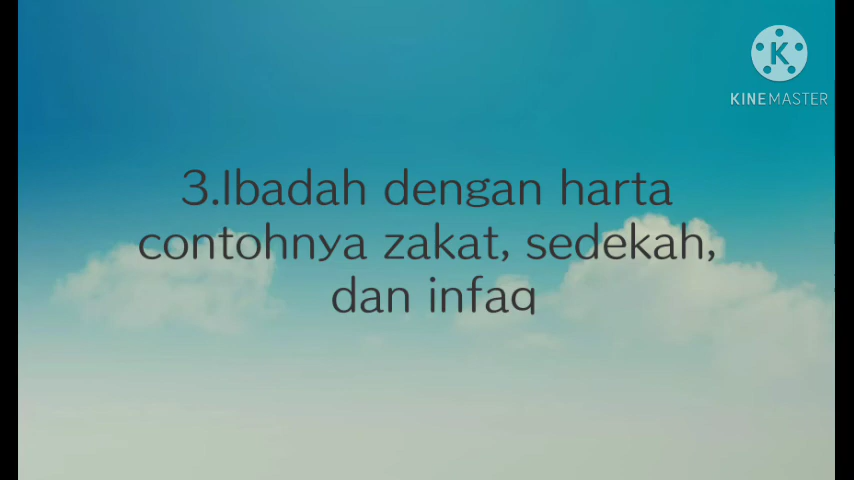 KINEMASTER
3.Ibadah dengan harta
contohnya zakat, sedekah,
dan infaq